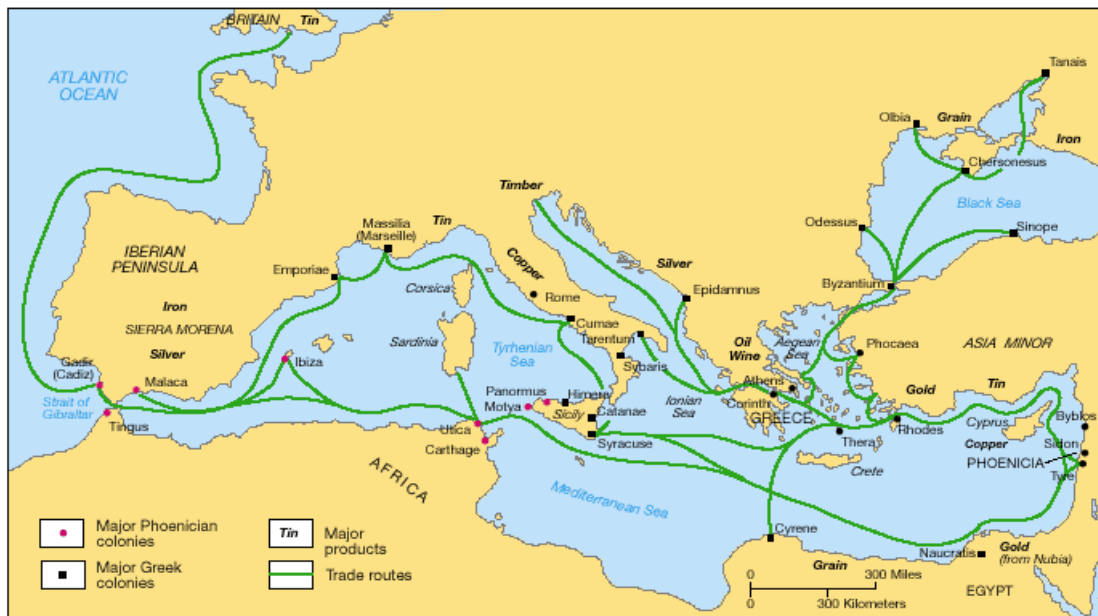 BRITAIN Tin
ATLANTIC
OCEAN
Tanais
Olbia
Grain
Iron
Chersonesus
Black Sea
Odessus
Sinope
Byzantium
Timber
Massilia
(Marseille)
Tin
IBERIAN
PENINSULA
Emporiae
Corsica
Copper
Rome
Silver
Epidamnus
Iron
SIERRA MORENA
Silver
Sardinia
Cumae
Tarentum
Tyrrhenian
Sea
Sybaris
Oil
Wine
Aegean
Sea
Phocaea
ASIA MINOR
Gadir
(Cadiz)
Malaca
Ibiza
Strait of
Gibraltar
Tingus
Panormus
Himera
Motya
Sicily
Catanae
Syracuse
Ionian
Sea
Athens
Corinth
GREECE
Gold
Tin
Thera
Rhodes
Cyprus
Copper
Byblos
Sidon
PHOENICIA
Tyre
Utica
Carthage
AFRICA
Crete
Mediterranean Sea
Cyrene
Naucratis
Gold
(from Nubia)
Grain
EGYPT
Major Phoenician
colonies
Major Greek
colonies
Tin
Major
products
Trade routes
0 300 Miles
0 300 Kilometers